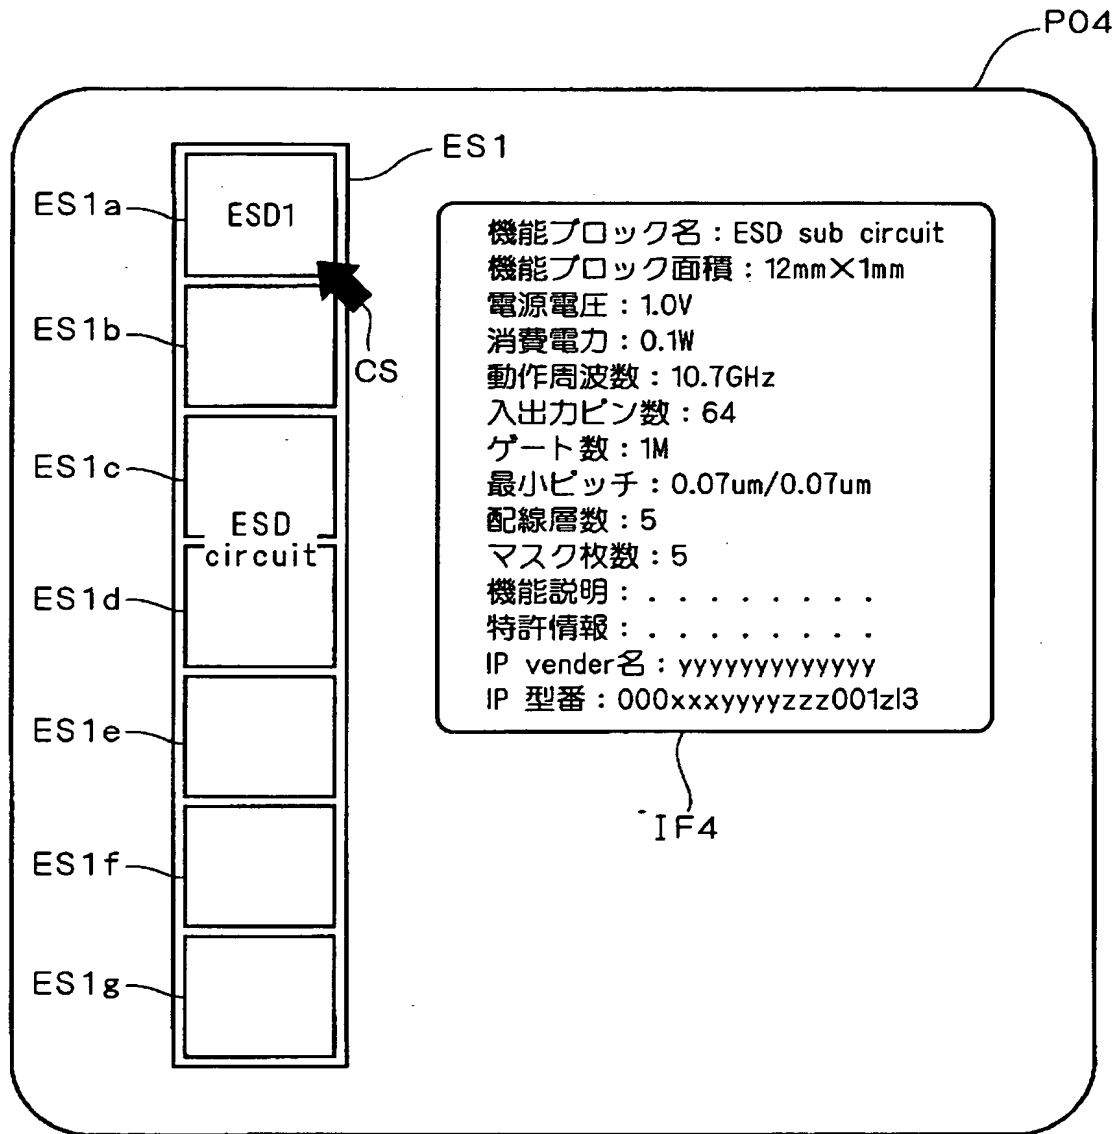 P04
ES1
ES1a
ESD1
ES1b
CS
ES1c
ESD
circuit
ES1d
ES1e
ES1f
ES1g
機能ブロック名：ESD sub circuit
機能ブロック面積：12mm×1mm
電源電圧：1.0V
消費電力：0.1W
動作周波数：10.7GHz
入出力ピン数：64
ゲート数：1M
最小ピッチ：0.07um/0.07um
配線層数：5
マスク枚数：5
機能説明：. . . . . . . .
特許情報：. . . . . . . .
IP vender名：yyyyyyyyyyyyy
IP 型番：000xxxyyyyzzz001zl3
IF4